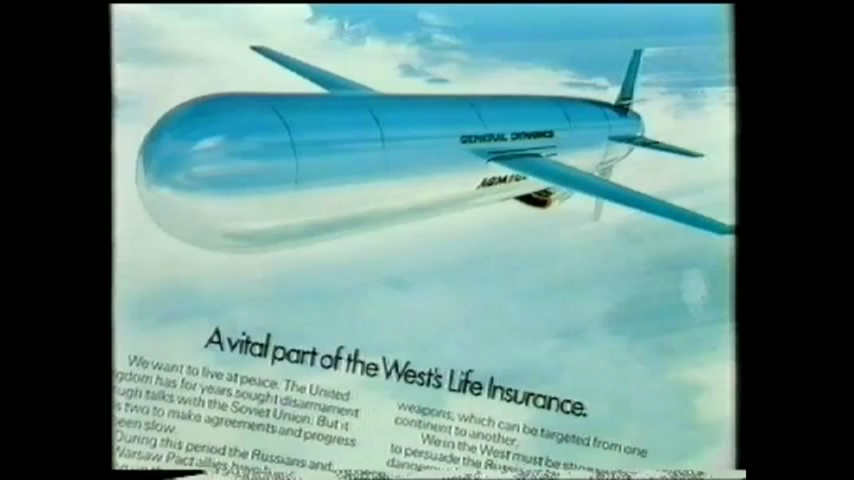 GENERAL DYNAMICS
A vital part of the West's Life Insurance.
We want to live at peace. The United
gdom has for years sought disarmament
ugh talks with the Soviet Union. But it
s two to make agreements and progress
een slow.
During this period the Russians and
Warsaw Pact allies have
weapons, which can be targeted from one
continent to another.
We in the West must be
to persuade the